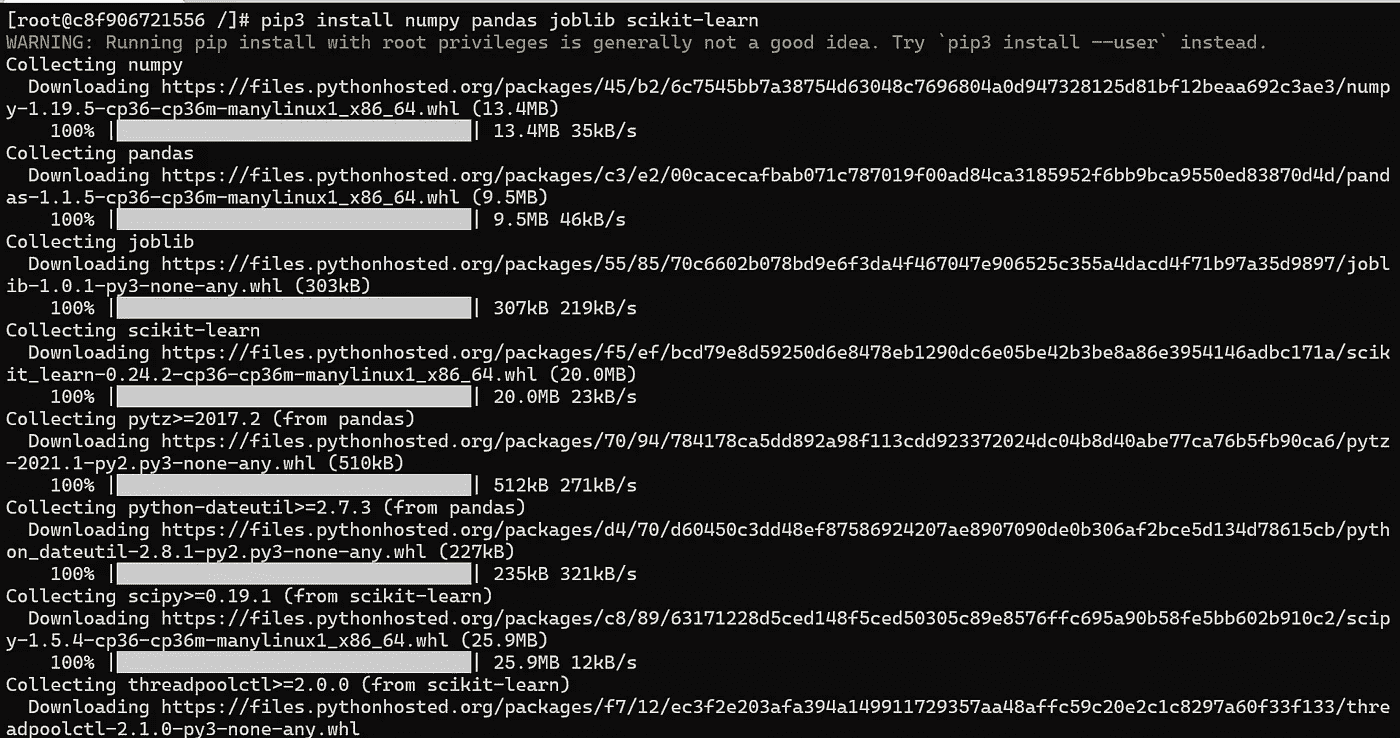 [root@c8f906721556 /]# pip3 install numpy pandas joblib scikit-learn
WARNING: Running pip install with root privileges is generally not a good idea. Try `pip3 install --user` instead.
Collecting numpy
  Downloading https://files.pythonhosted.org/packages/45/b2/6c7545bb7a38754d63048c7696804a0d947328125d81bf12beaa692c3ae3/nump
y-1.19.5-cp36-cp36m-manylinux1_x86_64.whl (13.4MB)
    100% |████████████████████████████████| 13.4MB 35kB/s
Collecting pandas
  Downloading https://files.pythonhosted.org/packages/c3/e2/00cacecafbab071c787019f00ad84ca3185952f6bb9bca9550ed83870d4d/pand
as-1.1.5-cp36-cp36m-manylinux1_x86_64.whl (9.5MB)
    100% |████████████████████████████████| 9.5MB 46kB/s
Collecting joblib
  Downloading https://files.pythonhosted.org/packages/55/85/70c6602b078bd9e6f3da4f467047e906525c355a4dacd4f71b97a35d9897/jobl
ib-1.0.1-py3-none-any.whl (303kB)
    100% |████████████████████████████████| 307kB 219kB/s
Collecting scikit-learn
  Downloading https://files.pythonhosted.org/packages/f5/ef/bcd79e8d59250d6e8478eb1290dc6e05be42b3be8a86e3954146adbc171a/scik
it_learn-0.24.2-cp36-cp36m-manylinux1_x86_64.whl (20.0MB)
    100% |████████████████████████████████| 20.0MB 23kB/s
Collecting pytz>=2017.2 (from pandas)
  Downloading https://files.pythonhosted.org/packages/70/94/784178ca5dd892a98f113cdd923372024dc04b8d40abe77ca76b5fb90ca6/pytz
-2021.1-py2.py3-none-any.whl (510kB)
    100% |████████████████████████████████| 512kB 271kB/s
Collecting python-dateutil>=2.7.3 (from pandas)
  Downloading https://files.pythonhosted.org/packages/d4/70/d60450c3dd48ef87586924207ae8907090de0b306af2bce5d134d78615cb/pyth
on_dateutil-2.8.1-py2.py3-none-any.whl (227kB)
    100% |████████████████████████████████| 235kB 321kB/s
Collecting scipy>=0.19.1 (from scikit-learn)
  Downloading https://files.pythonhosted.org/packages/c8/89/63171228d5ced148f5ced50305c89e8576ffc695a90b58fe5bb602b910c2/scip
y-1.5.4-cp36-cp36m-manylinux1_x86_64.whl (25.9MB)
    100% |████████████████████████████████| 25.9MB 12kB/s
Collecting threadpoolctl>=2.0.0 (from scikit-learn)
  Downloading https://files.pythonhosted.org/packages/f7/12/ec3f2e203afa394a149911729357aa48affc59c20e2c1c8297a60f33f133/thre
adpoolctl-2.1.0-py3-none-any.whl